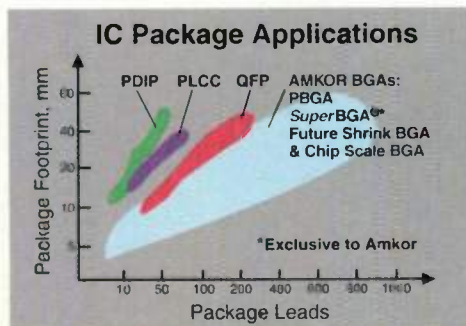 IC Package Applications
PDIP PLCC QFP AMKOR BGAs:
PBGA
SuperBGA®*
Future Shrink BGA
& Chip Scale BGA
*Exclusive to Amkor
Package Footprint, mm
60
40
20
10
5
10 50 100 200 400 600 800 1000
Package Leads